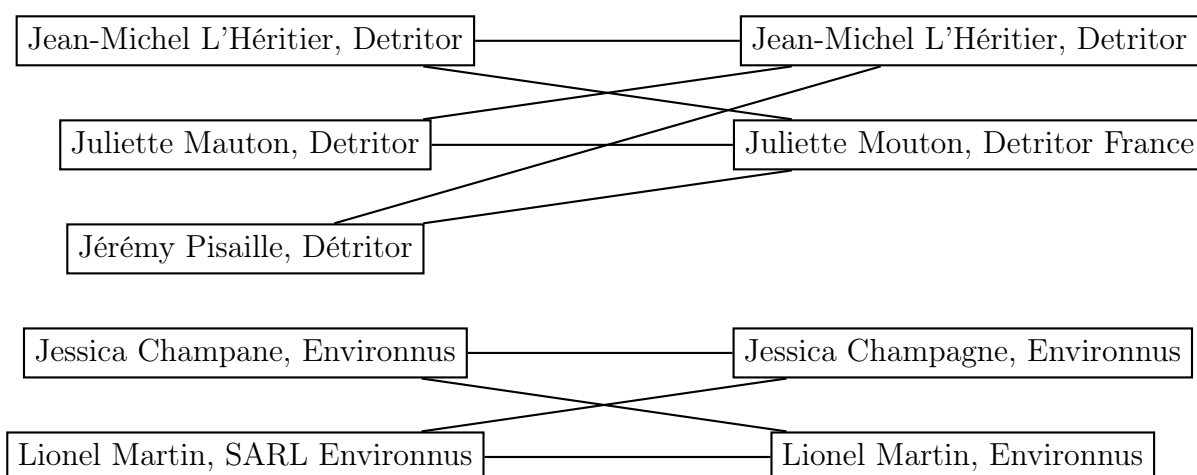 Jean-Michel L'Héritier, Detritor
Jean-Michel L'Héritier, Detritor
Juliette Mauton, Detritor
Juliette Mouton, Detritor France
Jérémy Pisaille, Détritor
Jessica Champane, Environnus
Jessica Champagne, Environnus
Lionel Martin, SARL Environnus
Lionel Martin, Environnus